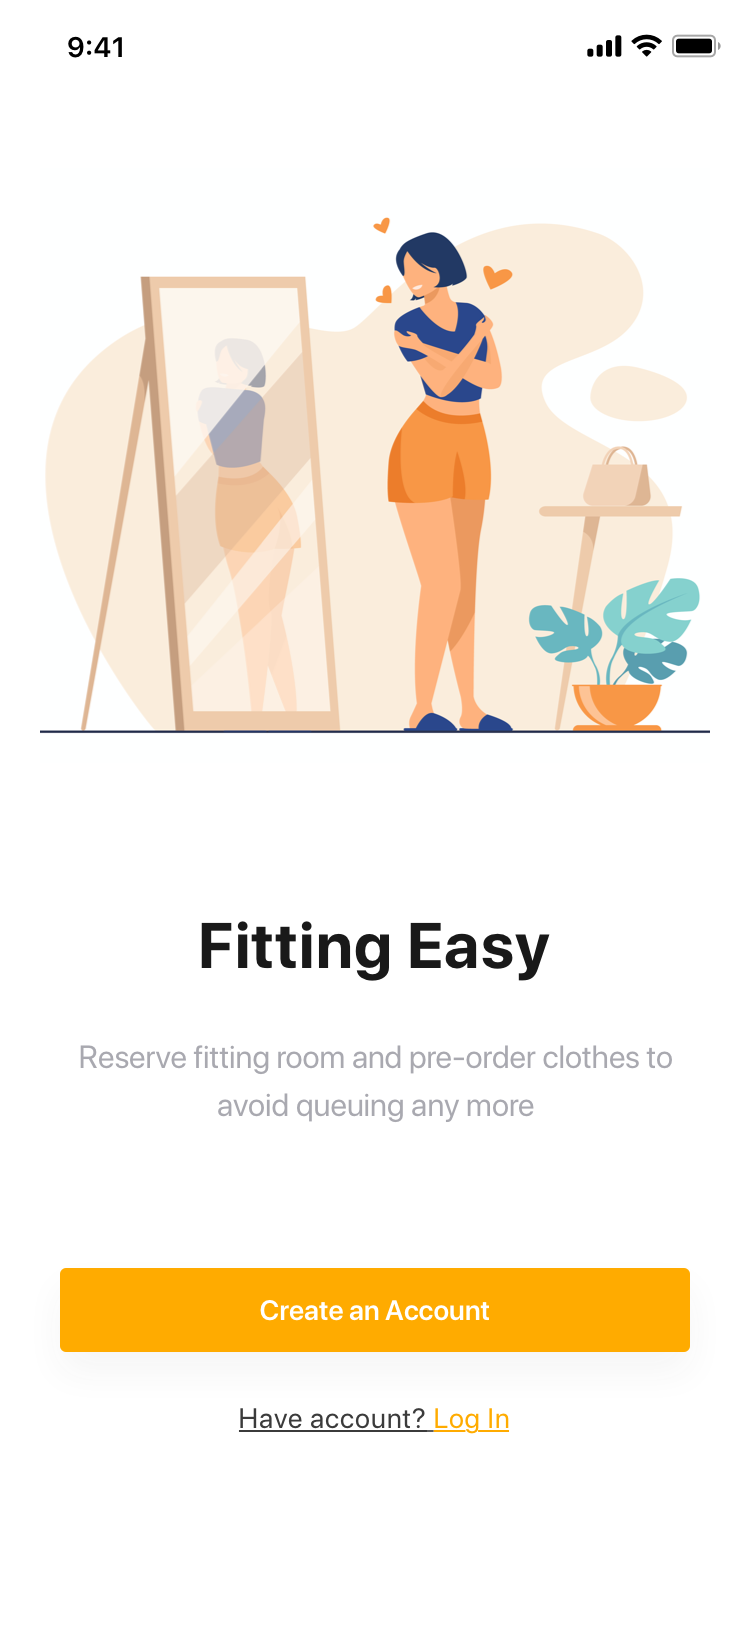 9:41
Fitting Easy
Reserve fitting room and pre-order clothes to
avoid queuing any more
Create an Account
Have account? Log In